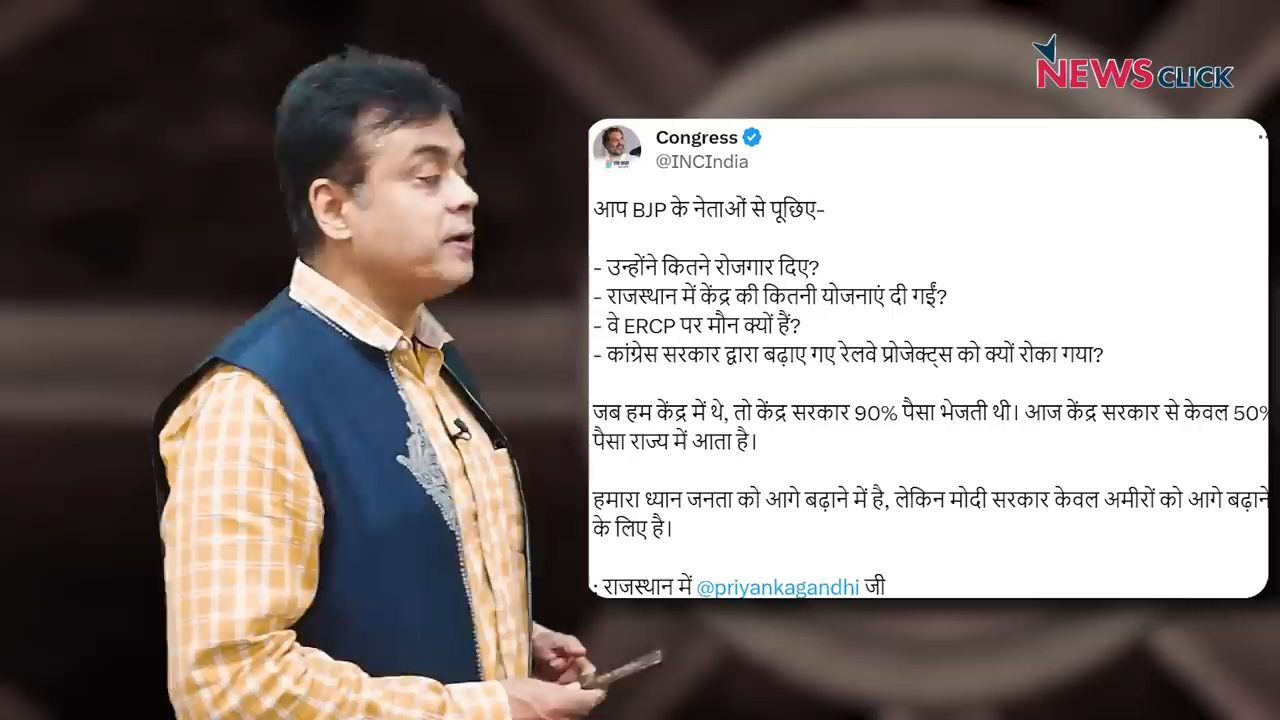 NEWS CLICK
Congress
@INCIndia
आप BJP के नेताओं से पूछिए-
- उन्होंने कितने रोजगार दिए?
- राजस्थान में केंद्र की कितनी योजनाएं दी गईं?
- वे ERCP पर मौन क्यों हैं?
- कांग्रेस सरकार द्वारा बढ़ाए गए रेलवे प्रोजेक्ट्स को क्यों रोका गया?
जब हम केंद्र में थे, तो केंद्र सरकार 90% पैसा भेजती थी। आज केंद्र सरकार से केवल 50%
पैसा राज्य में आता है।
हमारा ध्यान जनता को आगे बढ़ाने में है, लेकिन मोदी सरकार केवल अमीरों को आगे बढ़ाने
के लिए है।
: राजस्थान में @priyankagandhi जी